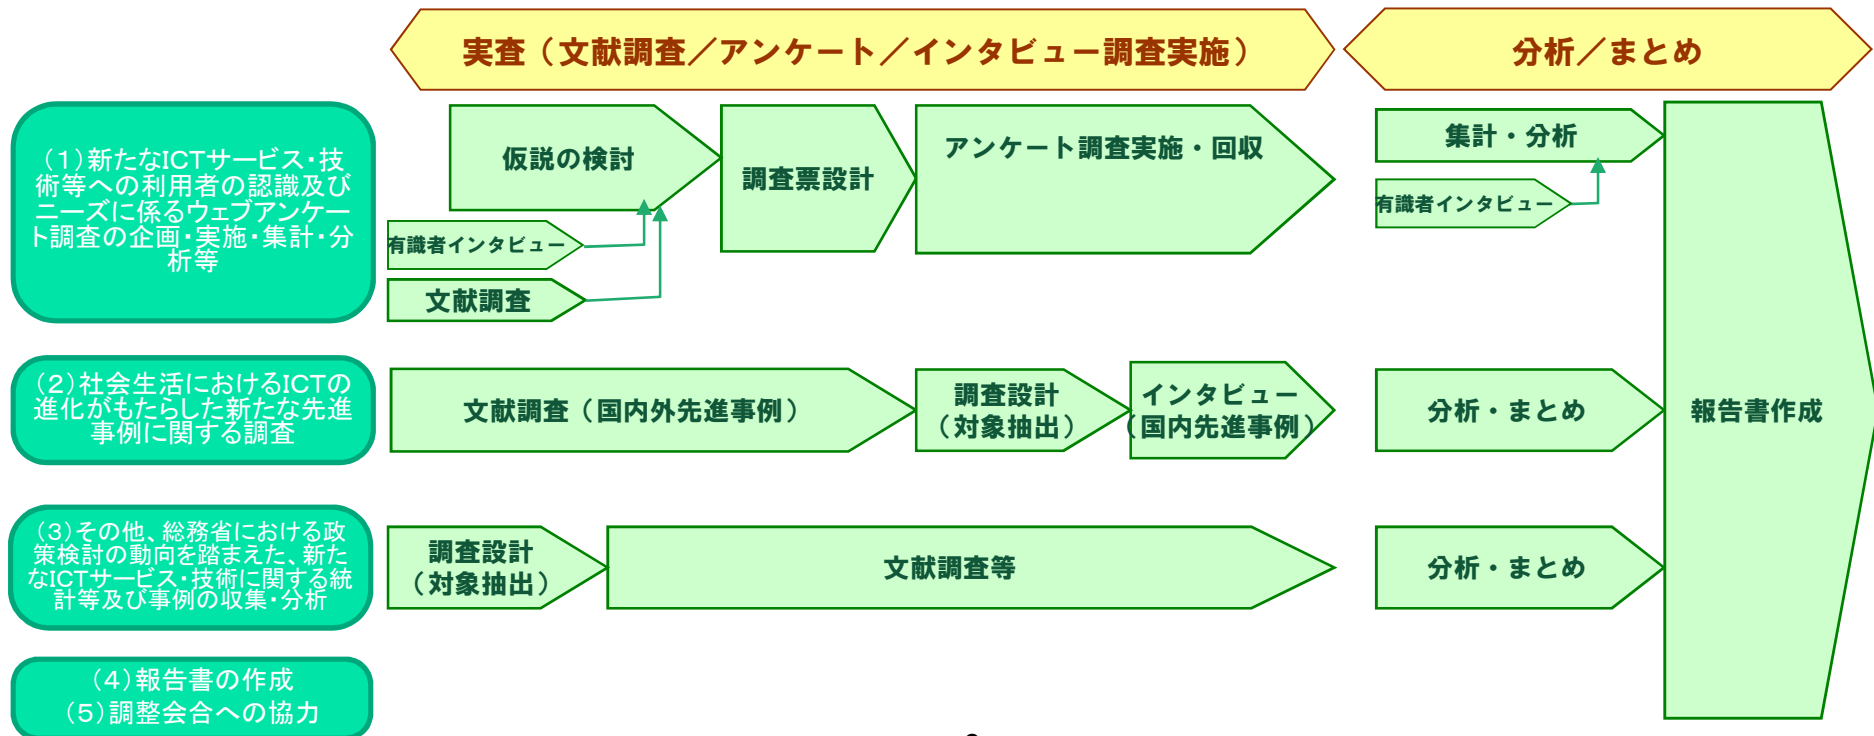 実査（文献調査／アンケート／インタビュー調査実施）
分析／まとめ
（1）新たなICTサービス・技
術等への利用者の認識及び
ニーズに係るウェブアンケー
ト調査の企画・実施・集計・分
析等
仮説の検討
調査票設計
アンケート調査実施・回収
集計・分析
有識者インタビュー
有識者インタビュー
文献調査
（2）社会生活におけるICTの
進化がもたらした新たな先進
事例に関する調査
文献調査（国内外先進事例）
調査設計
（対象抽出）
インタビュー
（国内先進事例）
分析・まとめ
報告書作成
（3）その他、総務省における政
策検討の動向を踏まえた、新た
なICTサービス・技術に関する統
計等及び事例の収集・分析
調査設計
（対象抽出）
文献調査等
分析・まとめ
（4）報告書の作成
（5）調整会合への協力